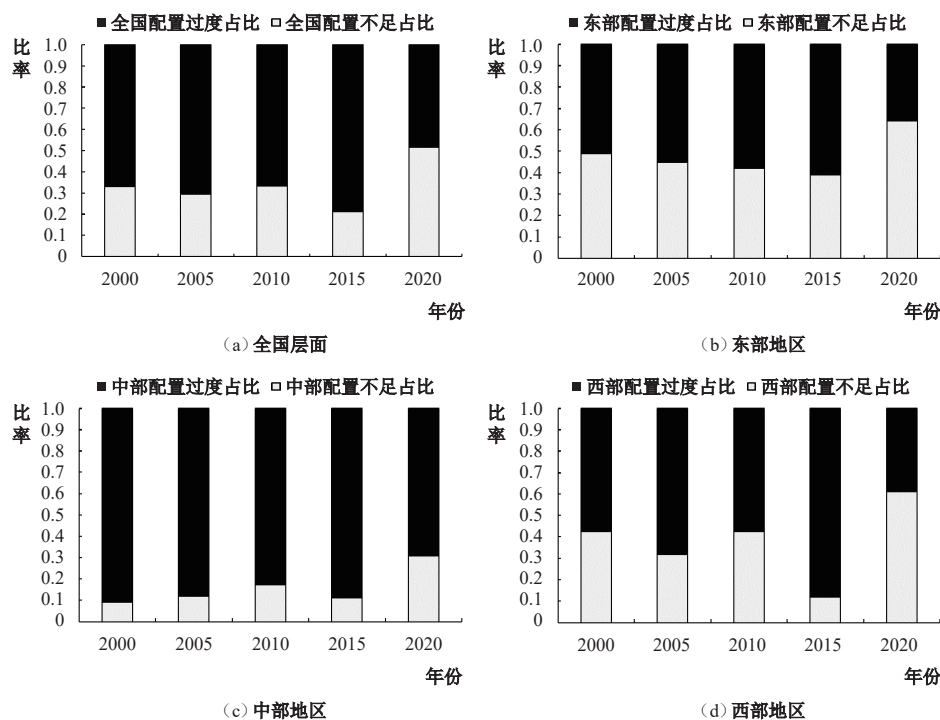 ■全国配置过度占比 □全国配置不足占比
比率
1.0
0.9
0.8
0.7
0.6
0.5
0.4
0.3
0.2
0.1
0
2000 2005 2010 2015 2020
年份
（a）全国层面
■东部配置过度占比 □东部配置不足占比
比率
1.0
0.9
0.8
0.7
0.6
0.5
0.4
0.3
0.2
0.1
0
2000 2005 2010 2015 2020
年份
（b）东部地区
■中部配置过度占比 □中部配置不足占比
比率
1.0
0.9
0.8
0.7
0.6
0.5
0.4
0.3
0.2
0.1
0
2000 2005 2010 2015 2020
年份
（c）中部地区
■西部配置过度占比 □西部配置不足占比
比率
1.0
0.9
0.8
0.7
0.6
0.5
0.4
0.3
0.2
0.1
0
2000 2005 2010 2015 2020
年份
（d）西部地区